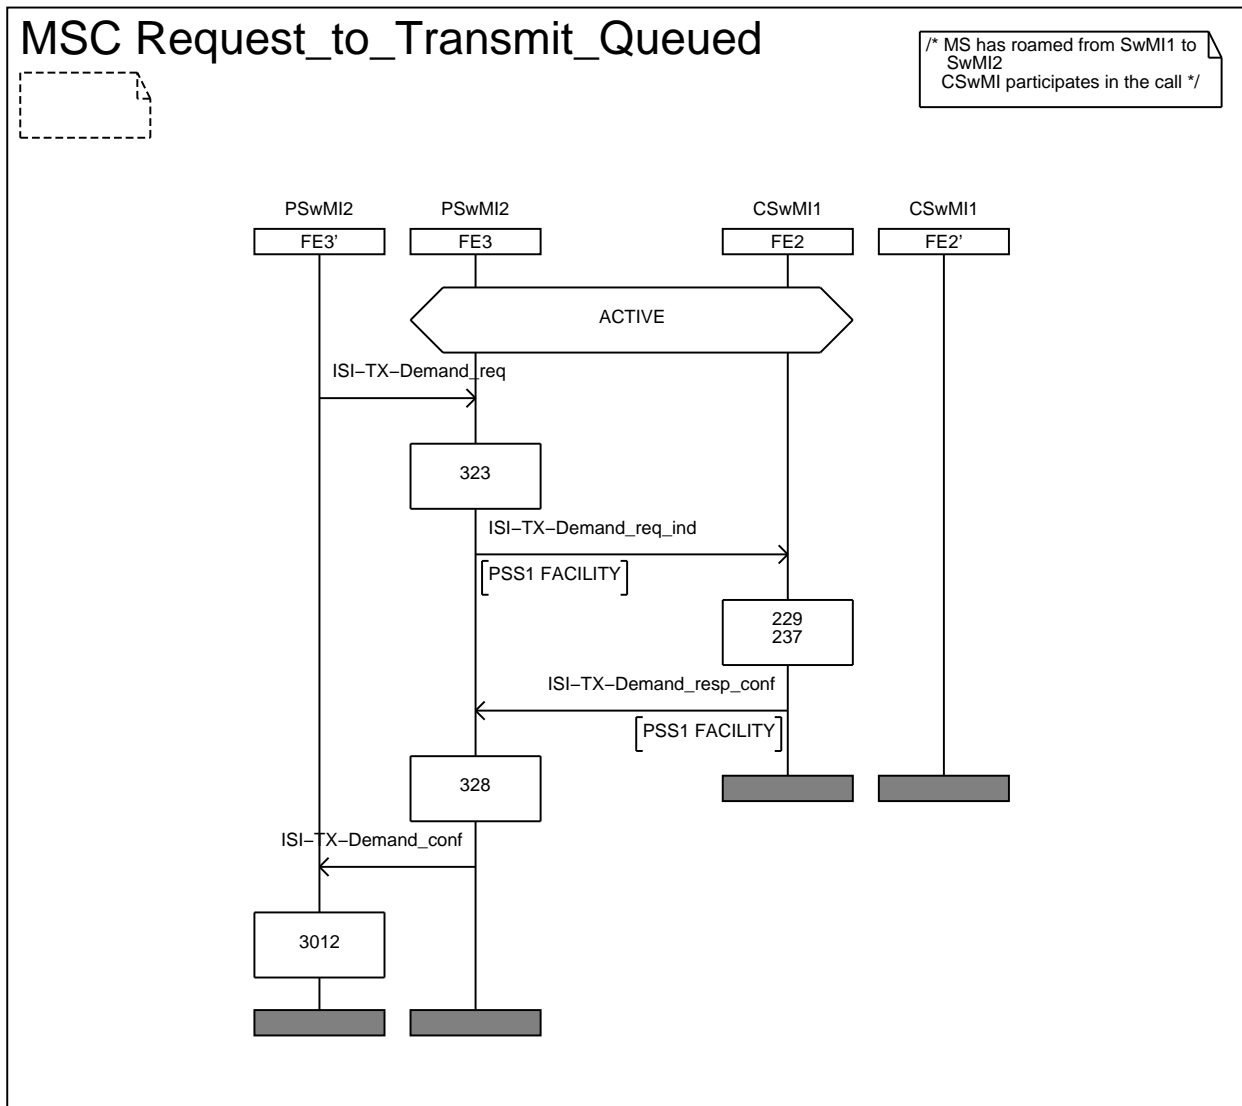 MSC Request_to_Transmit_Queued
/* MS has roamed from SwMI1 to
SwMI2
CSwMI participates in the call */
PSwMI2 PSwMI2 CSwMI1 CSwMI1
FE3' FE3 FE2 FE2'
ACTIVE
ISI−TX−Demand_req
323
ISI−TX−Demand_req_ind
PSS1 FACILITY
229
237
ISI−TX−Demand_resp_conf
PSS1 FACILITY
328
ISI−TX−Demand_conf
3012